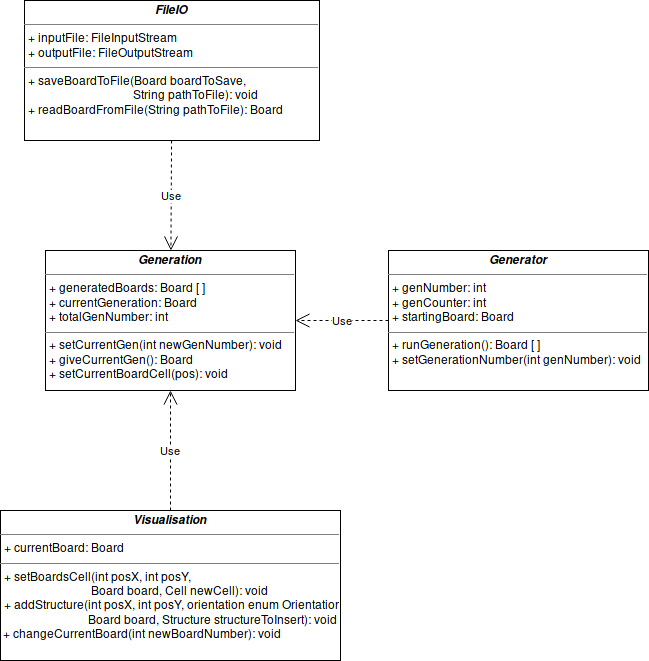 FileIO
+ inputFile: FileInputStream
+ outputFile: FileOutputStream
+ saveBoardToFile(Board boardToSave,
String pathToFile): void
+ readBoardFromFile(String pathToFile): Board
Use
Generation
+ generatedBoards: Board [ ]
+ currentGeneration: Board
+ totalGenNumber: int
+ setCurrentGen(int newGenNumber): void
+ giveCurrentGen(): Board
+ setCurrentBoardCell(pos): void
Use
Generator
+ genNumber: int
+ genCounter: int
+ startingBoard: Board
+ runGeneration(): Board [ ]
+ setGenerationNumber(int genNumber): void
Use
Visualisation
+ currentBoard: Board
+ setBoardsCell(int posX, int posY,
Board board, Cell newCell): void
+ addStructure(int posX, int posY, orientation enum Orientation
Board board, Structure structureToInsert): void
+ changeCurrentBoard(int newBoardNumber): void